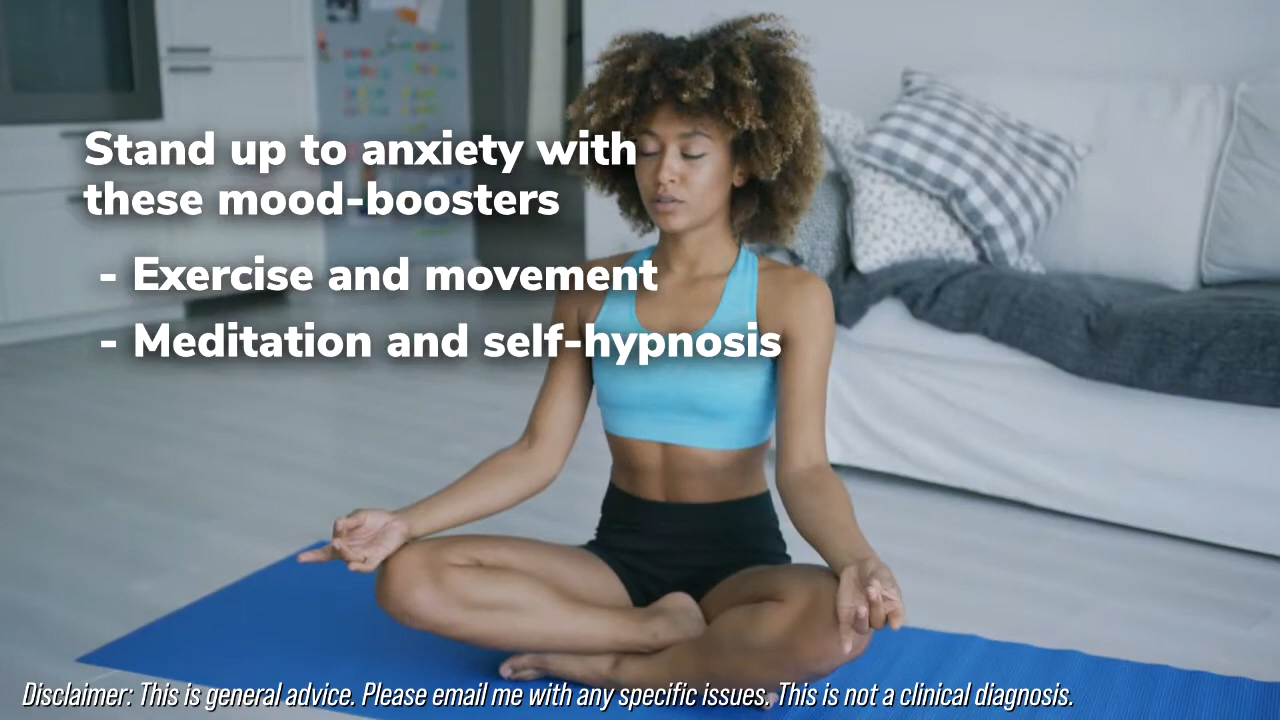 Stand up to anxiety with
these mood-boosters
- Exercise and movement
- Meditation and self-hypnosis
Disclaimer: This is general advice. Please email me with any specific issues. This is not a clinical diagnosis.